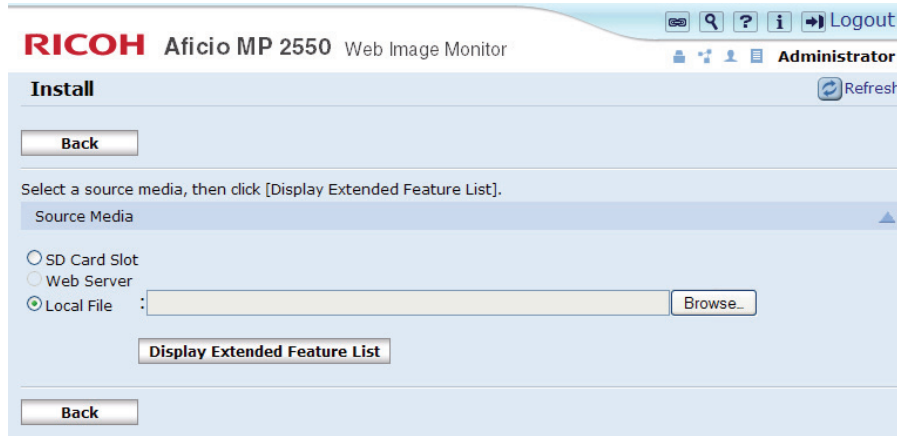 Logout
RICOH Aficio MP 2550 Web Image Monitor
Administrator
Install
Refresh
Back
Select a source media, then click [Display Extended Feature List].
Source Media
SD Card Slot
Web Server
Local File : Browse...
Display Extended Feature List
Back